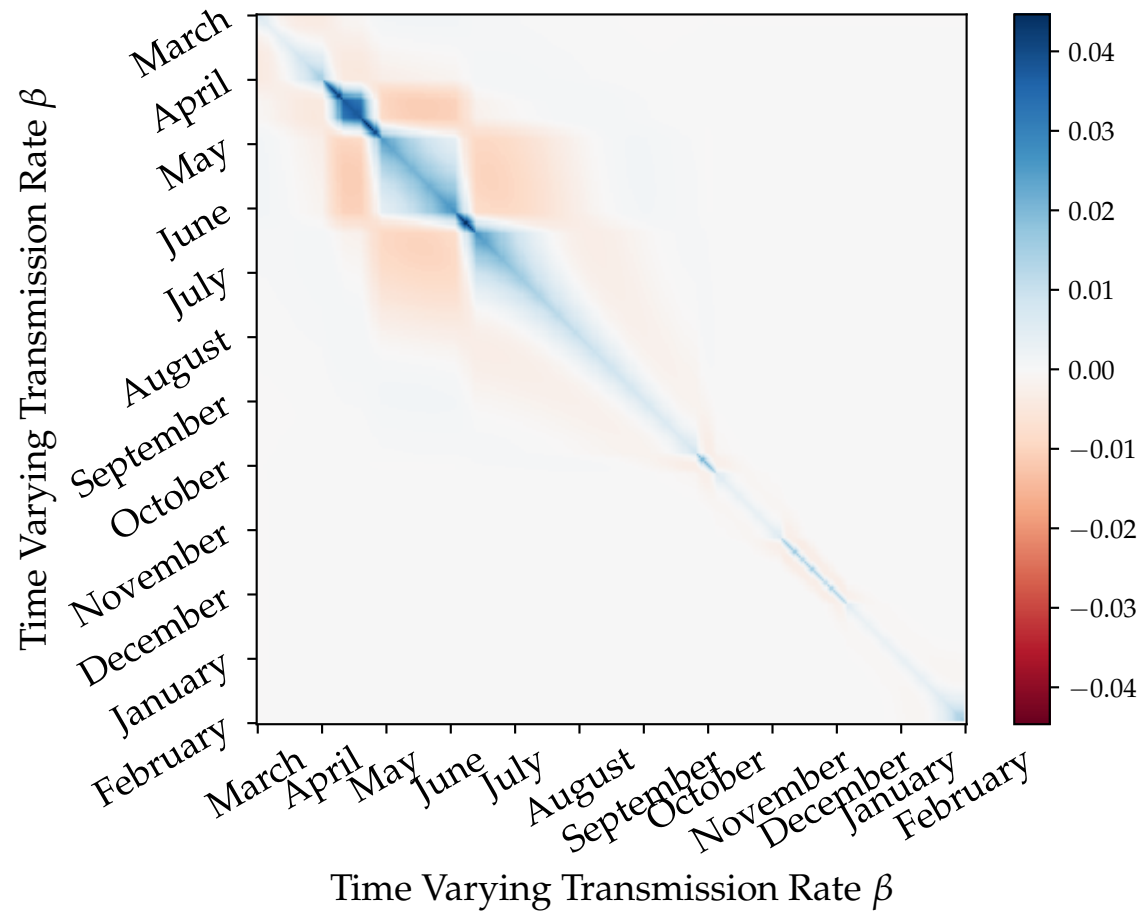 Time Varying Transmission Rate β
March
April
May
June
July
August
September
October
November
December
January
February
March
April
May
June
July
August
September
October
November
December
January
February
Time Varying Transmission Rate β
0.04
0.03
0.02
0.01
0.00
−0.01
−0.02
−0.03
−0.04